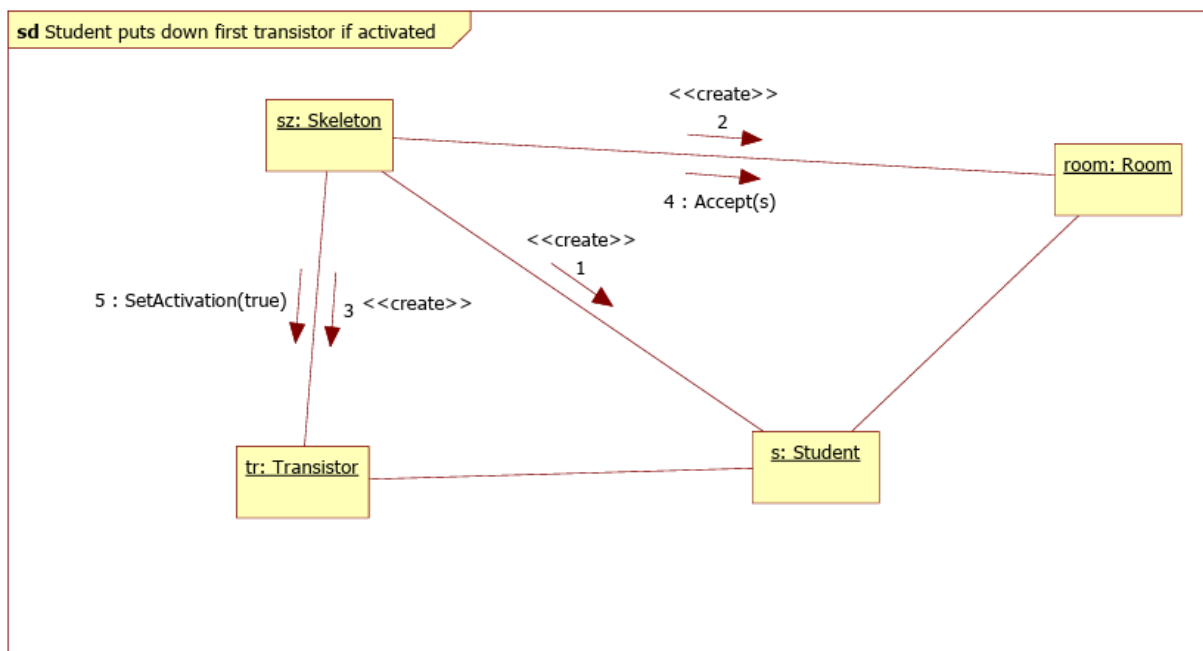 sd Student puts down first transistor if activated
<<create>>
2
sz: Skeleton
room: Room
4 : Accept(s)
<<create>>
1
5 : SetActivation(true)
3 <<create>>
s: Student
tr: Transistor